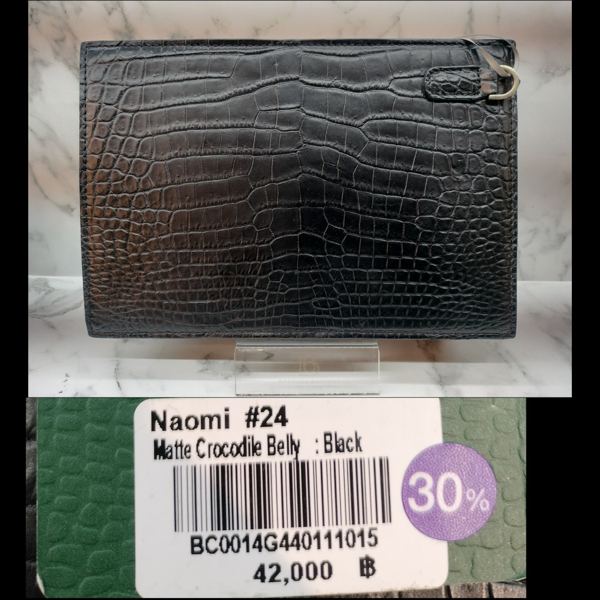 Naomi #24
Matte Crocodile Belly : Black
BC0014G440111015
42,000 ฿
30%